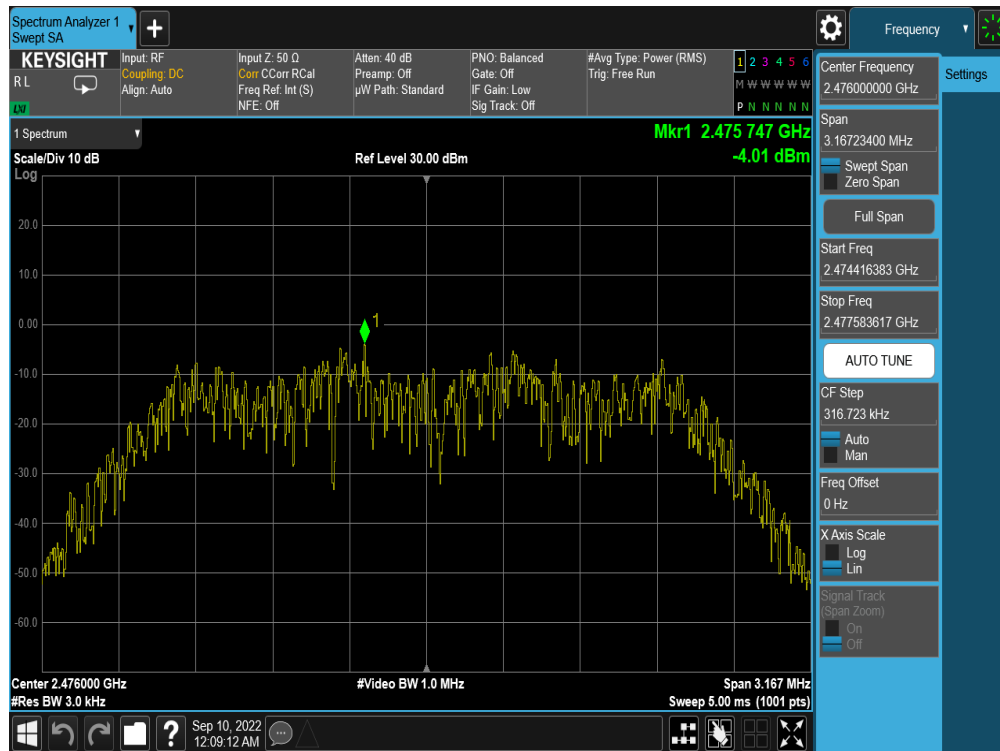 Spectrum Analyzer 1
Swept SA
+
Frequency
KEYSIGHT
RL
LXI
Input: RF
Coupling: DC
Align: Auto
Input Z: 50 Ω
Corr CCorr RCal
Freq Ref: Int (S)
NFE: Off
Atten: 40 dB
Preamp: Off
µW Path: Standard
PNO: Balanced
Gate: Off
IF Gain: Low
Sig Track: Off
#Avg Type: Power (RMS)
Trig: Free Run
1 2 3 4 5 6
M W W W W W
P N N N N N
Center Frequency
2.476000000 GHz
Settings
Span
3.16723400 MHz
Swept Span
Zero Span
Full Span
Start Freq
2.474416383 GHz
Stop Freq
2.477583617 GHz
AUTO TUNE
CF Step
316.723 kHz
Auto
Man
Freq Offset
0 Hz
X Axis Scale
Log
Lin
Signal Track
(Span Zoom)
On
Off
1 Spectrum
Mkr1 2.475 747 GHz
-4.01 dBm
Scale/Div 10 dB
Ref Level 30.00 dBm
Log
20.0
10.0
0.00
1
-10.0
-20.0
-30.0
-40.0
-50.0
-60.0
Center 2.476000 GHz
#Video BW 1.0 MHz
Span 3.167 MHz
#Res BW 3.0 kHz
Sweep 5.00 ms (1001 pts)
?
Sep 10, 2022
12:09:12 AM